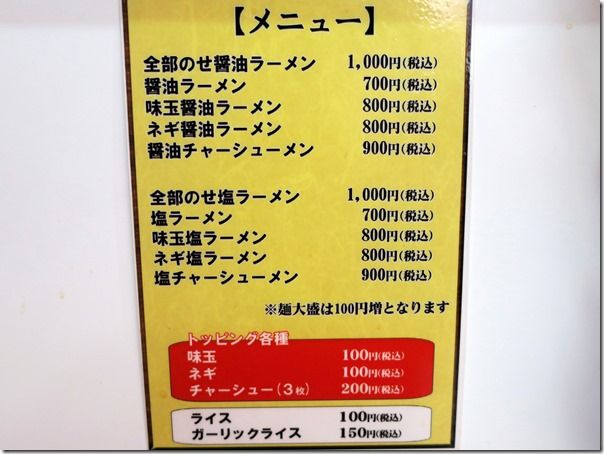 【メニュー】
全部のせ醤油ラーメン 1,000円(税込)
醤油ラーメン 700円(税込)
味玉醤油ラーメン 800円(税込)
ネギ醤油ラーメン 800円(税込)
醤油チャーシューメン 900円(税込)
全部のせ塩ラーメン 1,000円(税込)
塩ラーメン 700円(税込)
味玉塩ラーメン 800円(税込)
ネギ塩ラーメン 800円(税込)
塩チャーシューメン 900円(税込)
※麺大盛は100円増となります
トッピング各種
味玉 100円(税込)
ネギ 100円(税込)
チャーシュー(3枚) 200円(税込)
ライス 100円(税込)
ガーリックライス 150円(税込)